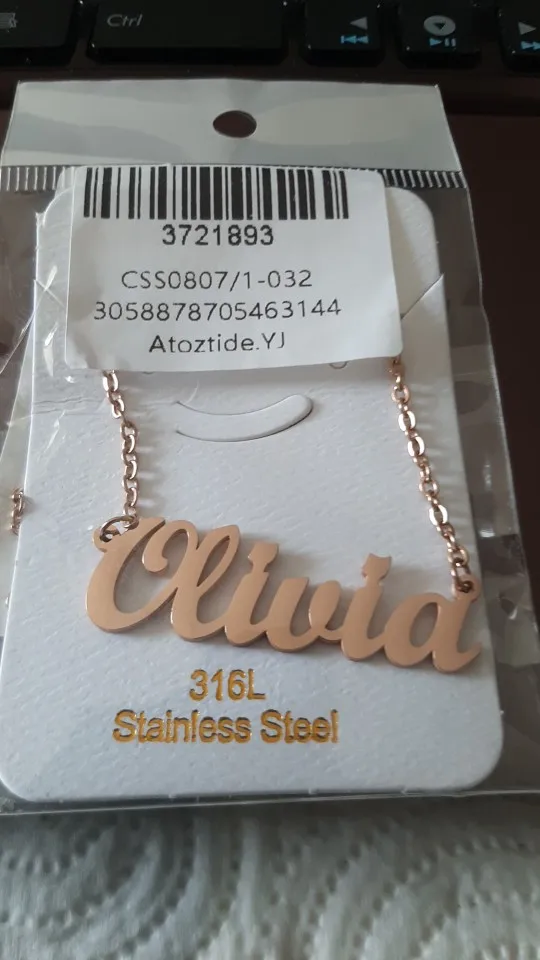 Ctrl
3721893
CSS0807/1-032
3058878705463144
Atoztide.YJ
Olivia
316L
Stainless Steel